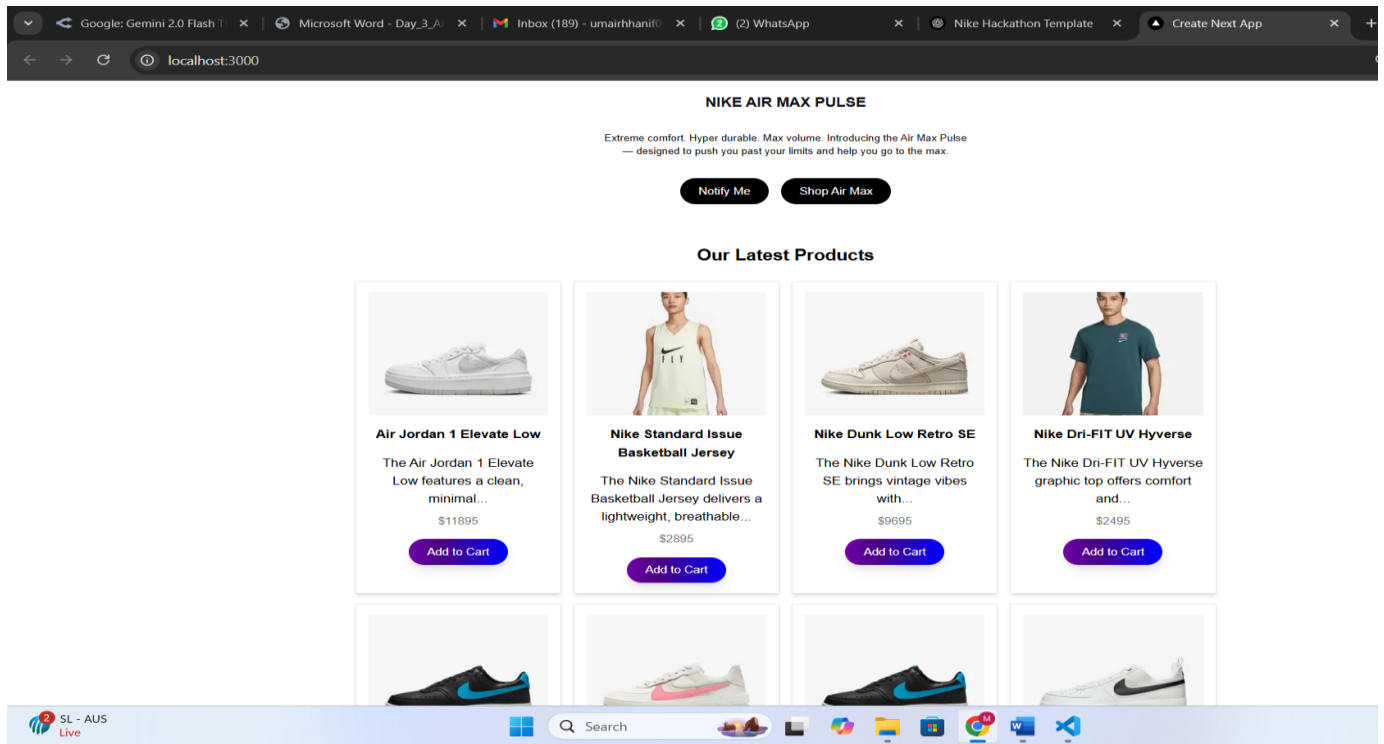 Google: Gemini 2.0 Flash T
Microsoft Word - Day_3_A
Inbox (189) - umairhhanif0
2 (2) WhatsApp
Nike Hackathon Template
Create Next App
localhost:3000
NIKE AIR MAX PULSE
Extreme comfort. Hyper durable. Max volume. Introducing the Air Max Pulse
— designed to push you past your limits and help you go to the max.
Notify Me
Shop Air Max
Our Latest Products
Air Jordan 1 Elevate Low
The Air Jordan 1 Elevate
Low features a clean,
minimal...
$11895
Add to Cart
FLY
Nike Standard Issue
Basketball Jersey
The Nike Standard Issue
Basketball Jersey delivers a
lightweight, breathable...
$2895
Add to Cart
Nike Dunk Low Retro SE
The Nike Dunk Low Retro
SE brings vintage vibes
with...
$9695
Add to Cart
Nike Dri-FIT UV Hyverse
The Nike Dri-FIT UV Hyverse
graphic top offers comfort
and...
$2495
Add to Cart
2
SL - AUS
Live
Search
M
W